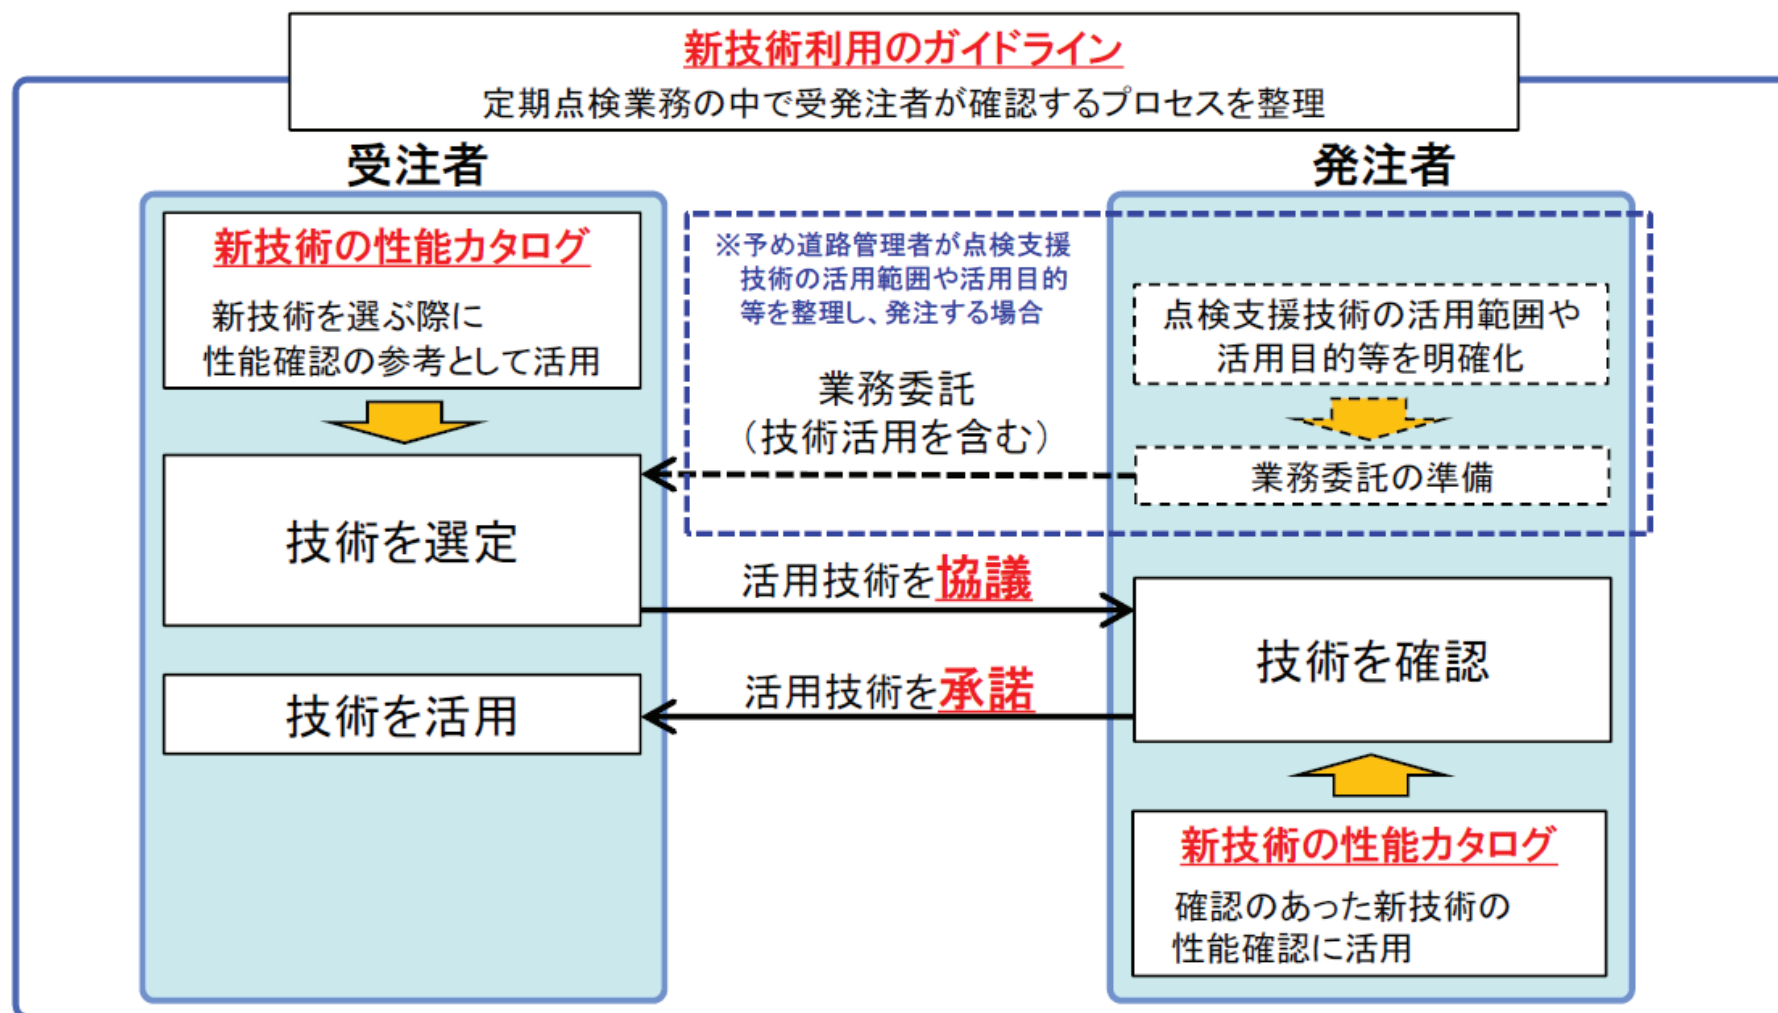 新技術利用のガイドライン
定期点検業務の中で受発注者が確認するプロセスを整理
受注者
新技術の性能カタログ
新技術を選ぶ際に
性能確認の参考として活用
技術を選定
技術を活用
※予め道路管理者が点検支援
技術の活用範囲や活用目的
等を整理し、発注する場合
業務委託
（技術活用を含む）
活用技術を協議
活用技術を承諾
発注者
点検支援技術の活用範囲や
活用目的等を明確化
業務委託の準備
技術を確認
新技術の性能カタログ
確認のあった新技術の
性能確認に活用